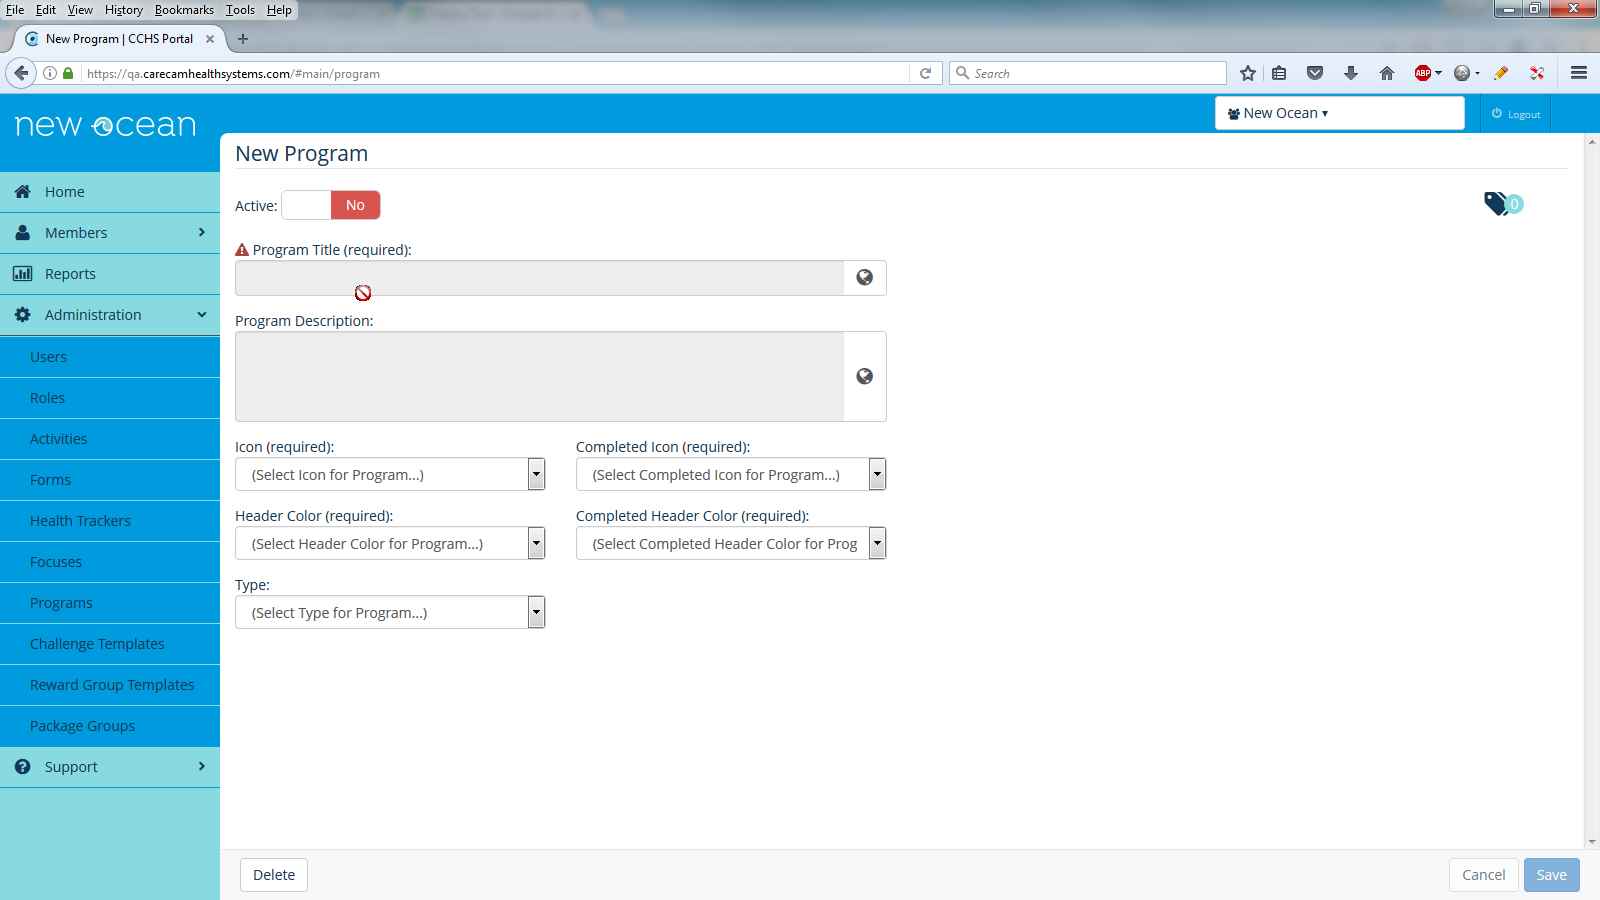 File Edit View History Bookmarks Tools Help
New Program | CCHS Portal
https://qa.carecamhealthsystems.com/#main/program
Search
ABP
new ocean
New Ocean
Logout
Home
Members
Reports
Administration
Users
Roles
Activities
Forms
Health Trackers
Focuses
Programs
Challenge Templates
Reward Group Templates
Package Groups
Support
New Program
Active: No
0
Program Title (required):
Program Description:
Icon (required): Completed Icon (required):
(Select Icon for Program...) (Select Completed Icon for Program...)
Header Color (required): Completed Header Color (required):
(Select Header Color for Program...) (Select Completed Header Color for Prog
Type:
(Select Type for Program...)
Delete Cancel Save